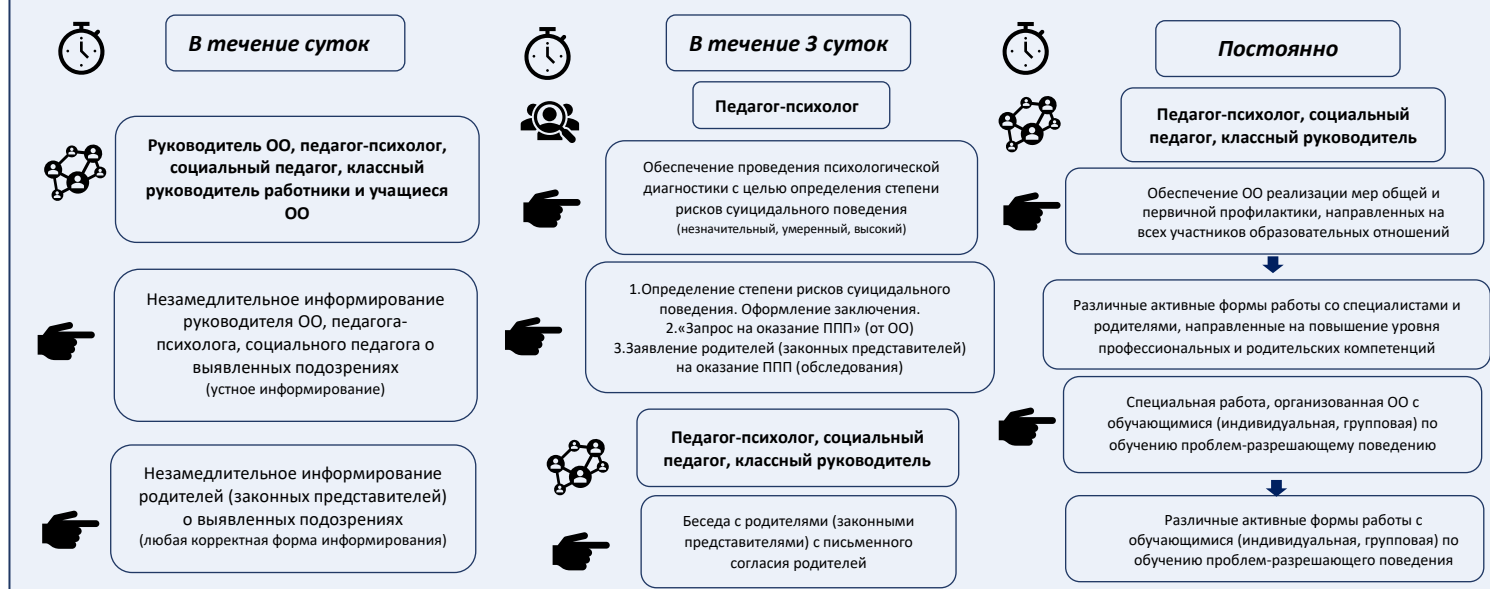 В течение суток
Руководитель ОО, педагог-психолог,
социальный педагог, классный
руководитель работники и учащиеся
ОО
Незамедлительное информирование
руководителя ОО, педагога-
психолога, социального педагога о
выявленных подозрениях
(устное информирование)
Незамедлительное информирование
родителей (законных представителей)
о выявленных подозрениях
(любая корректная форма информирования)
В течение 3 суток
Педагог-психолог
Обеспечение проведения психологической
диагностики с целью определения степени
рисков суицидального поведения
(незначительный, умеренный, высокий)
1.Определение степени рисков суицидального
поведения. Оформление заключения.
2.«Запрос на оказание ППП» (от ОО)
3.Заявление родителей (законных представителей)
на оказание ППП (обследования)
Педагог-психолог, социальный
педагог, классный руководитель
Беседа с родителями (законными
представителями) с письменного
согласия родителей
Постоянно
Педагог-психолог, социальный
педагог, классный руководитель
Обеспечение ОО реализации мер общей и
первичной профилактики, направленных на
всех участников образовательных отношений
Различные активные формы работы со специалистами и
родителями, направленные на повышение уровня
профессиональных и родительских компетенций
Специальная работа, организованная ОО с
обучающимися (индивидуальная, групповая) по
обучению проблем-разрешающему поведению
Различные активные формы работы с
обучающимися (индивидуальная, групповая) по
обучению проблем-разрешающего поведения